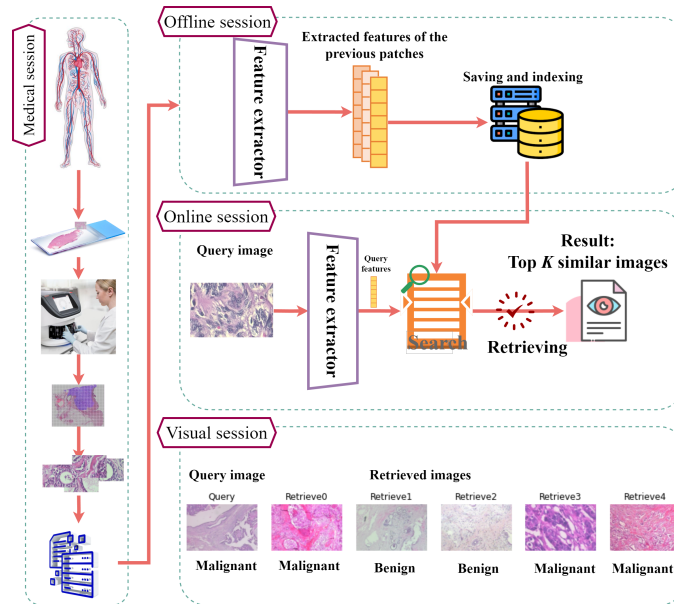 Medical session
Offline session
Feature extractor
Extracted features of the
previous patches
Saving and indexing
Online session
Query image
Feature extractor
Query
features
Search
Retrieving
Result:
Top K similar images
Visual session
Query image
Retrieved images
Query
Retrieve0
Retrieve1
Retrieve2
Retrieve3
Retrieve4
Malignant
Malignant
Benign
Benign
Malignant
Malignant